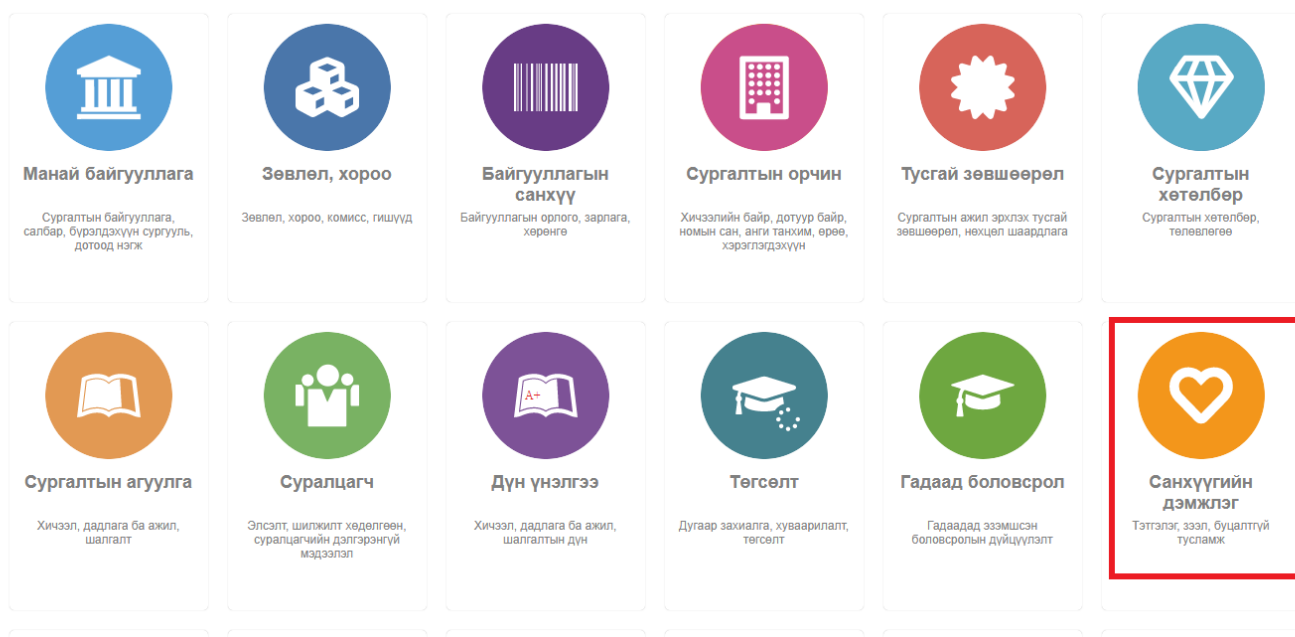 Манай байгууллага
Сургалтын байгууллага,
салбар, бүрэлдэхүүн сургууль,
дотоод нэгж
Зөвлөл, хороо
Зөвлөл, хороо, комисс, гишүүд
Байгууллагын
санхүү
Байгууллагын орлого, зарлага,
хөрөнгө
Сургалтын орчин
Хичээлийн байр, дотуур байр,
номын сан, анги танхим, өрөө,
хэрэглэгдэхүүн
Тусгай зөвшөөрөл
Сургалтын ажил эрхлэх тусгай
зөвшөөрөл, нөхцөл шаардлага
Сургалтын
хөтөлбөр
Сургалтын хөтөлбөр,
төлөвлөгөө
Сургалтын агуулга
Хичээл, дадлага ба ажил,
шалгалт
Суралцагч
Элсэлт, шилжилт хөдөлгөөн,
суралцагчийн дэлгэрэнгүй
мэдээлэл
A+
Дүн үнэлгээ
Хичээл, дадлага ба ажил,
шалгалтын дүн
Төгсөлт
Дугаар захиалга, хуваарилалт,
төгсөлт
Гадаад боловсрол
Гадаадад эзэмшсэн
боловсролын дүйцүүлэлт
Санхүүгийн
дэмжлэг
Тэтгэлэг, зээл, буцалтгүй
тусламж